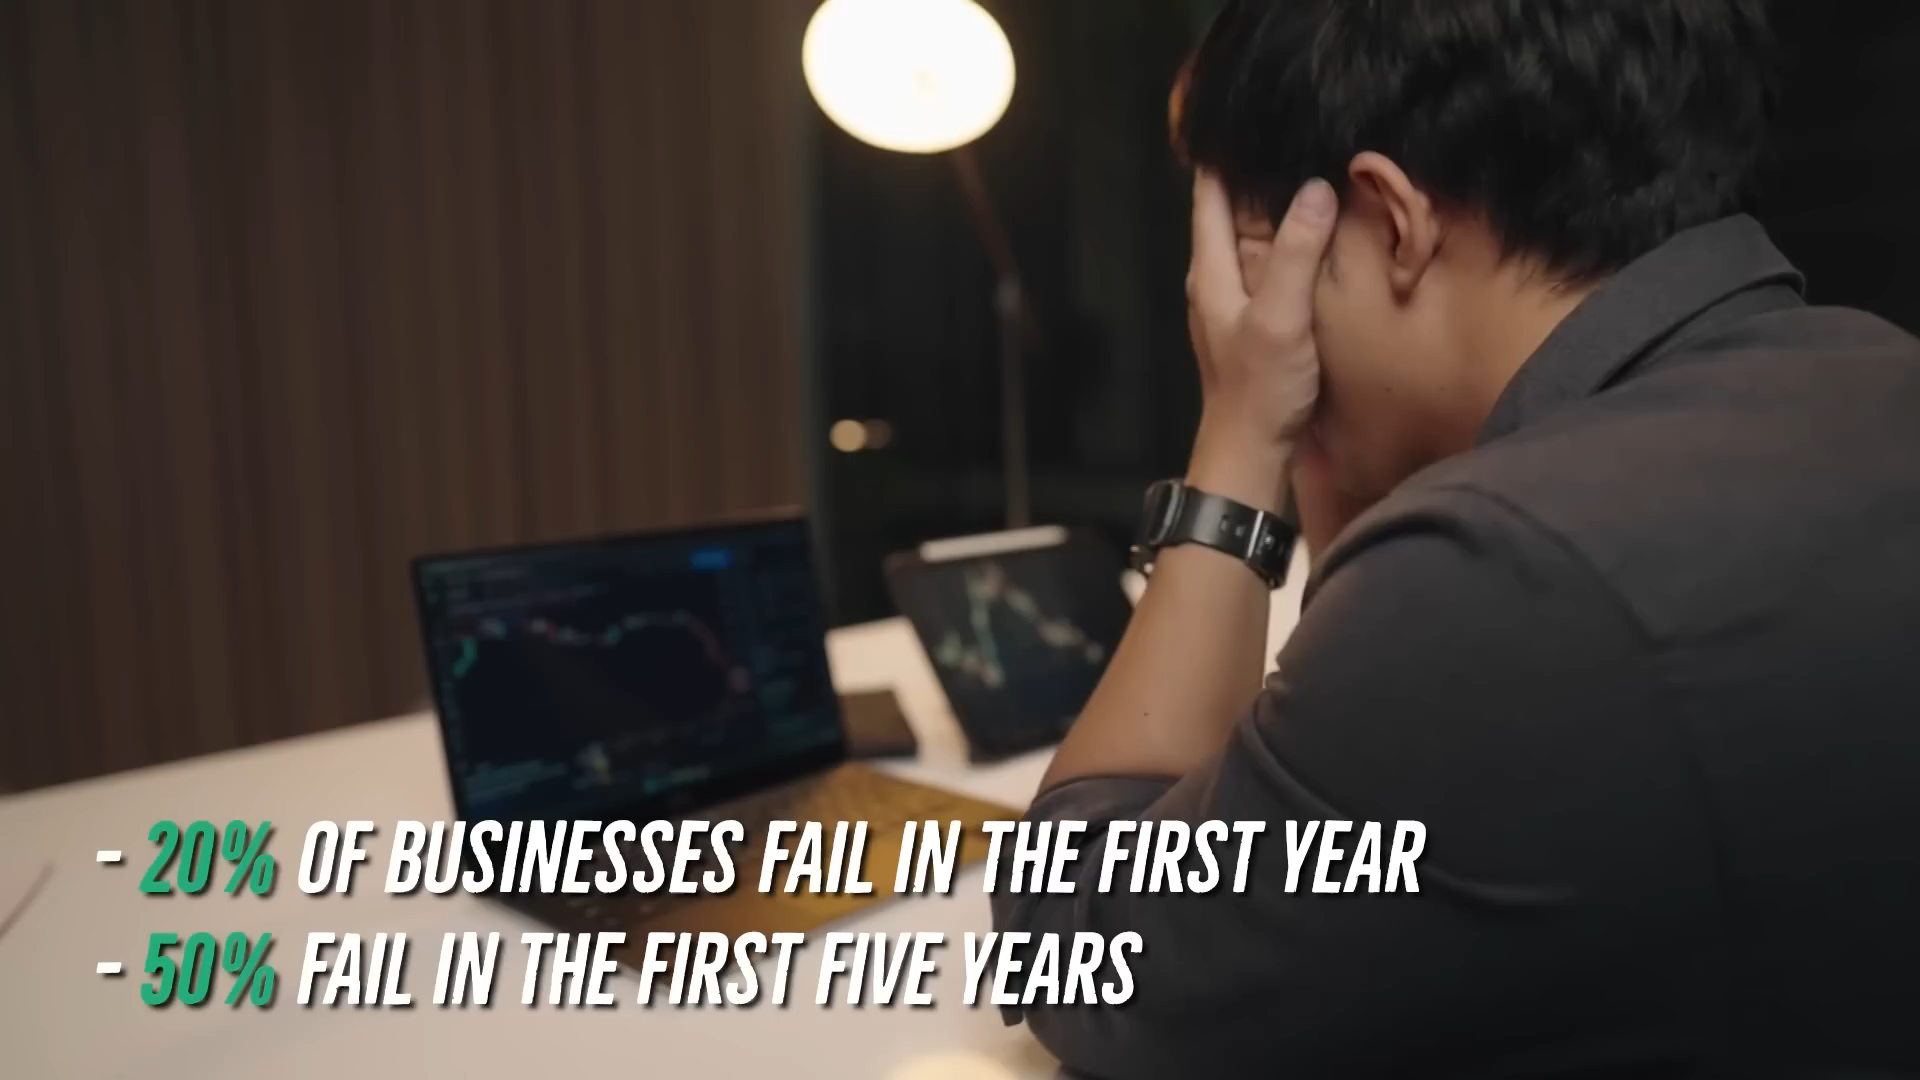 - 20% OF BUSINESSES FAIL IN THE FIRST YEAR
- 50% FAIL IN THE FIRST FIVE YEARS